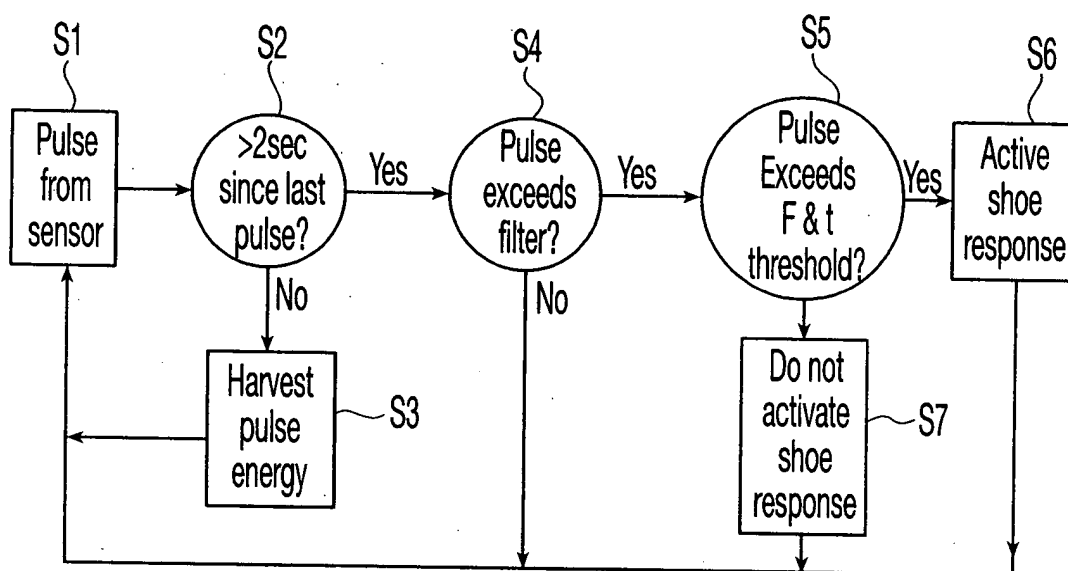 S1
S2
S4
S5
S6
Pulse
from
sensor
>2sec
since last
pulse?
Yes
Pulse
exceeds
filter?
Yes
Pulse
Exceeds
F & t
threshold?
Yes
Active
shoe
response
No
No
Harvest
pulse
energy
S3
Do not
activate
shoe
response
S7